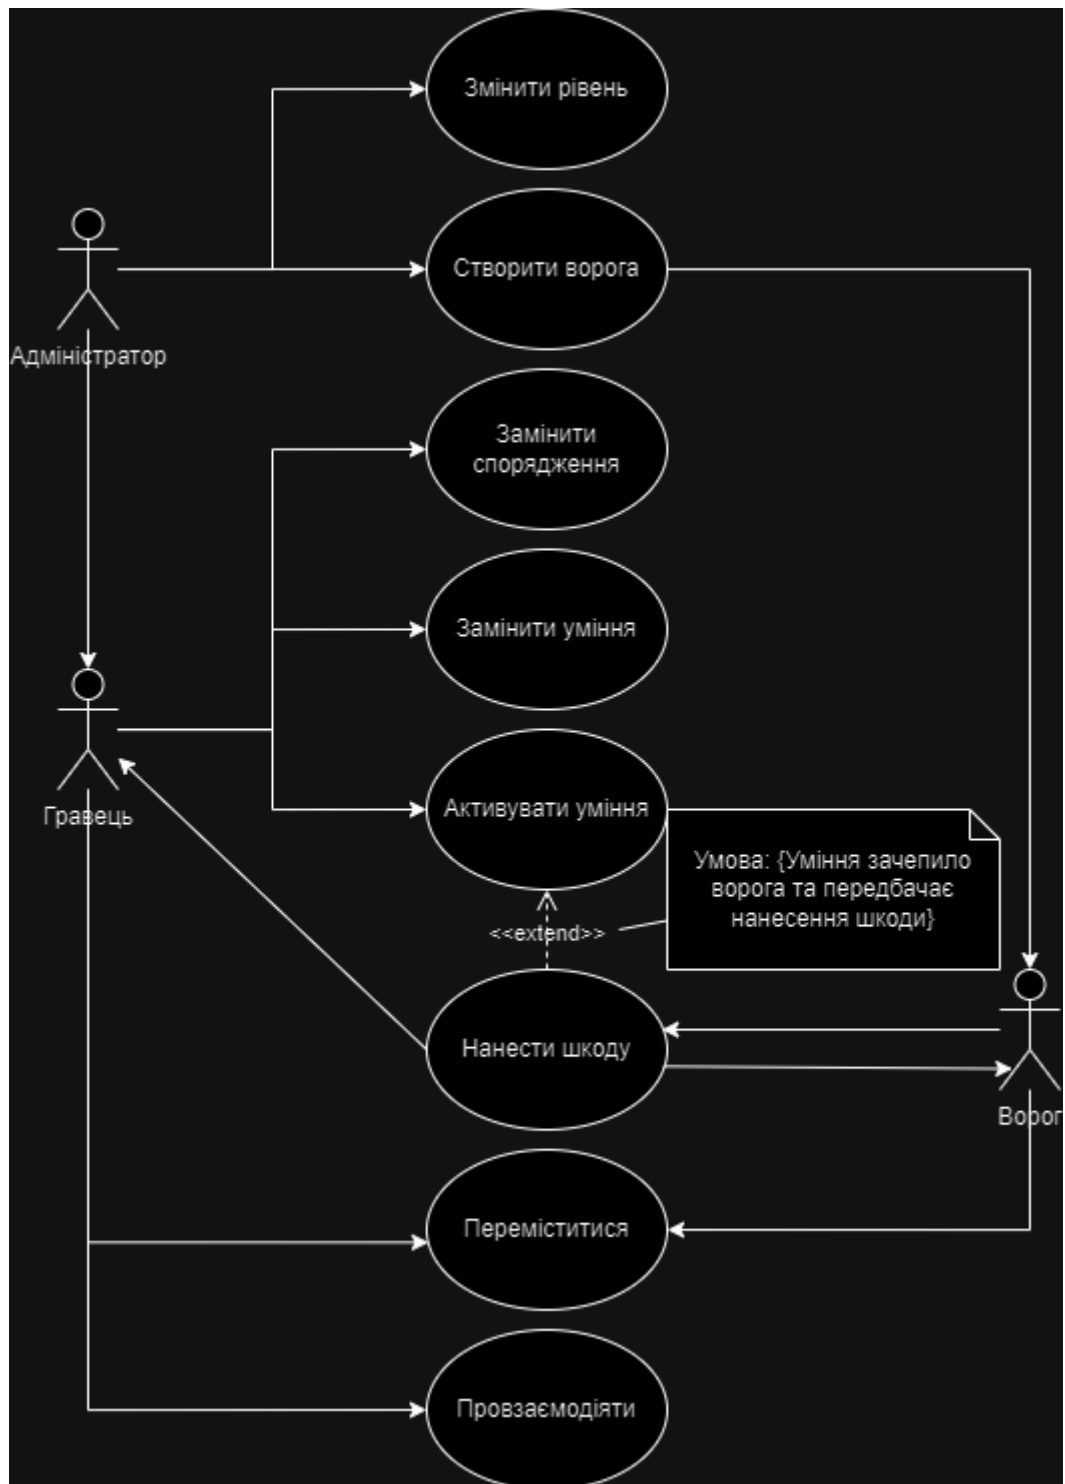 Змінити рівень
Створити ворога
Адміністратор
Замінити
спорядження
Замінити уміння
Активувати уміння
Гравець
Умова: {Уміння зачепило
ворога та передбачає
нанесення шкоди}
<<extend>>
Нанести шкоду
Ворог
Переміститися
Провзаємодіяти